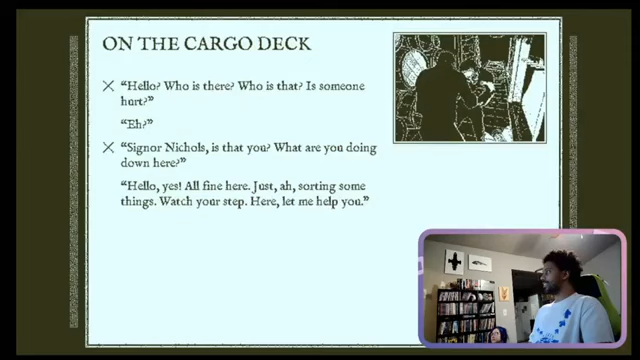 ON THE CARGO DECK
"Hello? Who is there? Who is that? Is someone
hurt?"
"Eh?"
"Signor Nichols, is that you? What are you doing
down here?"
"Hello, yes! All fine here. Just, ah, sorting some
things. Watch your step. Here, let me help you."